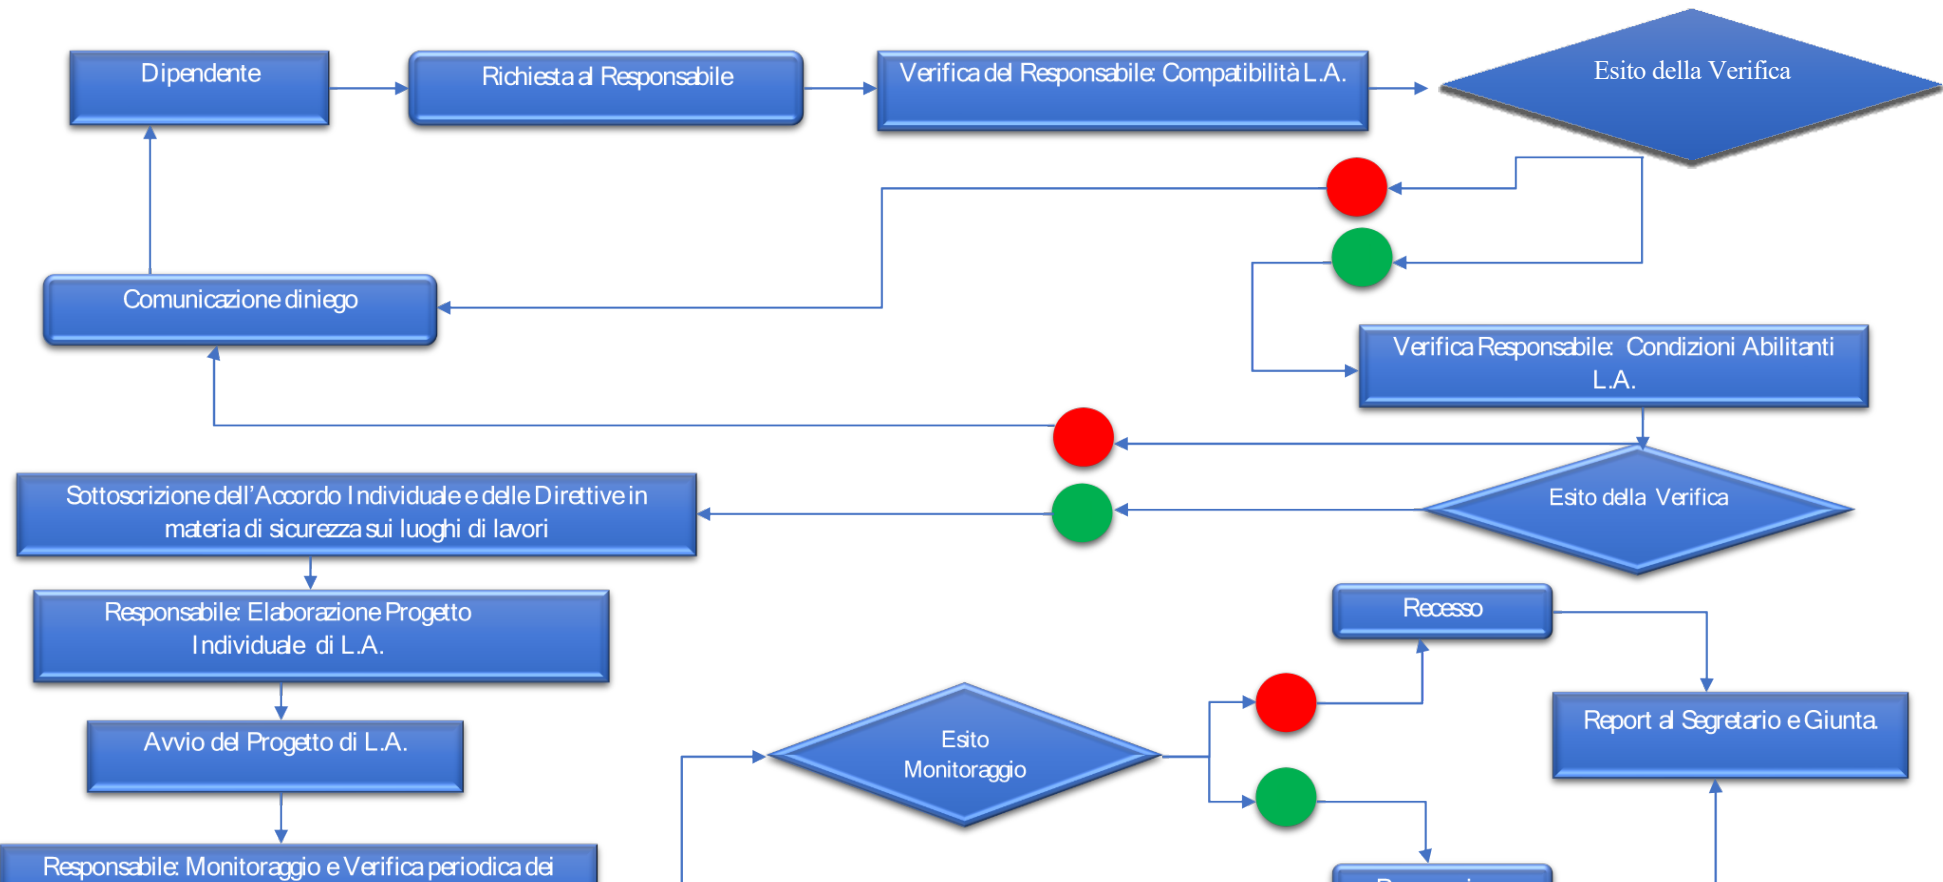 Dipendente
Richiesta al Responsabile
Verifica del Responsabile: Compatibilità L.A.
Esito della Verifica
Comunicazione diniego
Verifica Responsabile: Condizioni Abilitanti
L.A.
Esito della Verifica
Sottoscrizione dell'Accordo Individuale e delle Direttive in
materia di sicurezza sui luoghi di lavori
Recesso
Responsabile: Elaborazione Progetto
Individuale di L.A.
Report al Segretario e Giunta.
Avvio del Progetto di L.A.
Esito
Monitoraggio
Responsabile: Monitoraggio e Verifica periodica dei